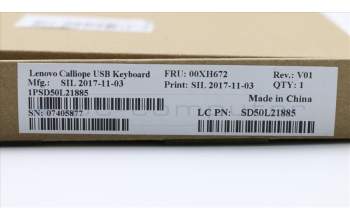 Lenovo Calliope USB Keyboard FRU: 00XH672 Rev.: V01
Mfg.: SIL 2017-11-03 Print: SIL 2017-11-03 QTY: 1
1PSD50L21885 Made in China
SN: 07405877 LC PN: SD50L21885